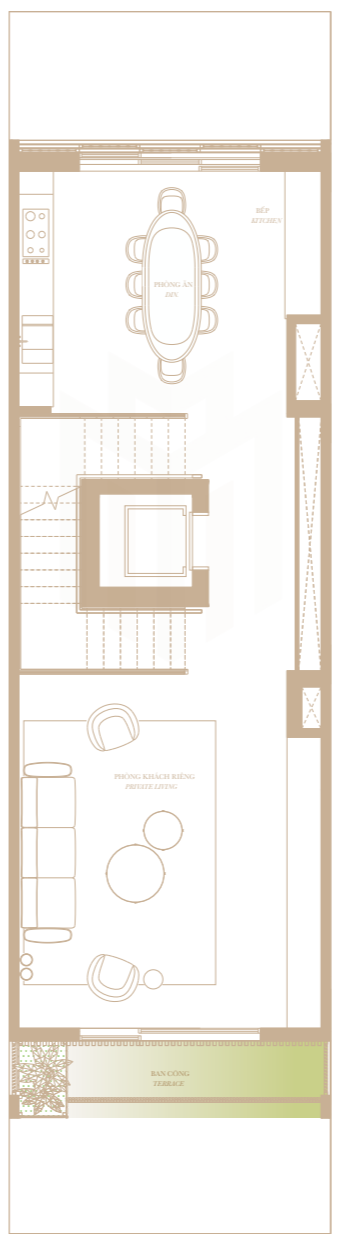 BẾP
KITCHEN
PHÒNG ĂN
DIN.
PHÒNG KHÁCH RIÊNG
PRIVATE LIVING
BAN CÔNG
TERRACE